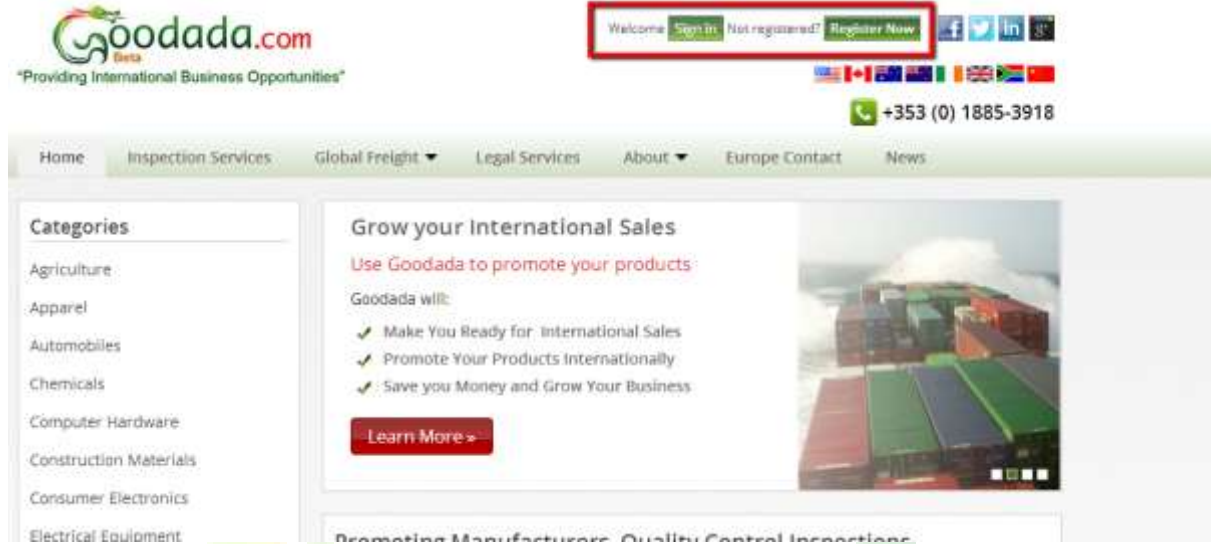 Goodada.com
Beta
"Providing International Business Opportunities"
Welcome Sign in Not registered? Register Now
f in g+
+353 (0) 1885-3918
Home Inspection Services Global Freight About Legal Services Europe Contact News
Categories
Agriculture
Apparel
Automobiles
Chemicals
Computer Hardware
Construction Materials
Consumer Electronics
Electrical Equipment
Grow your International Sales
Use Goodada to promote your products
Goodada will:
Make You Ready for International Sales
Promote Your Products Internationally
Save you Money and Grow Your Business
Learn More »
Promoting Manufacturers, Quality Control Inspections,